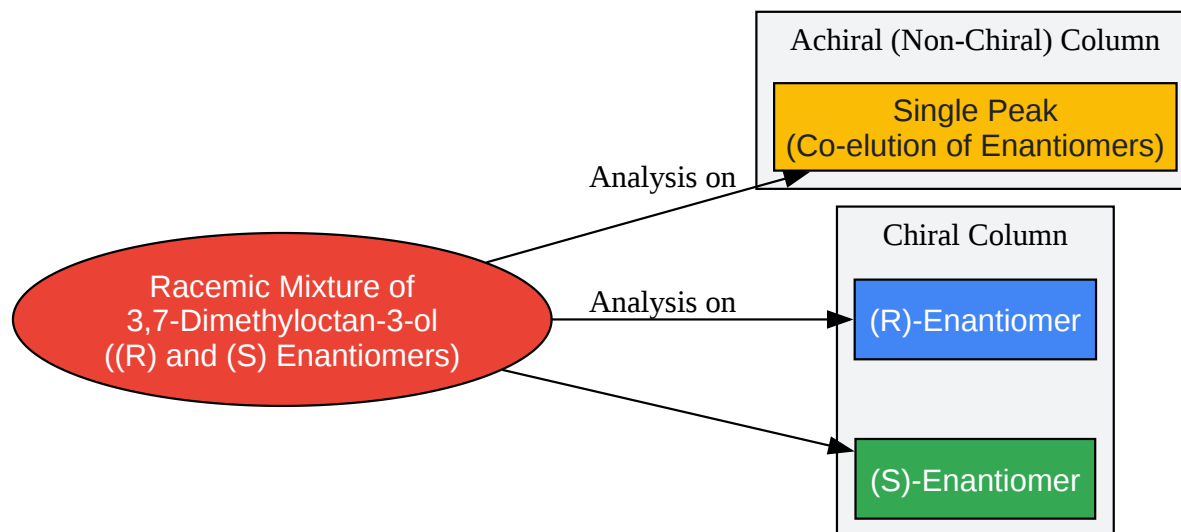 Achiral (Non-Chiral) Column
Single Peak
(Co-elution of Enantiomers)
Analysis on
Chiral Column
Racemic Mixture of
3,7-Dimethyloctan-3-ol
((R) and (S) Enantiomers)
Analysis on
(R)-Enantiomer
(S)-Enantiomer